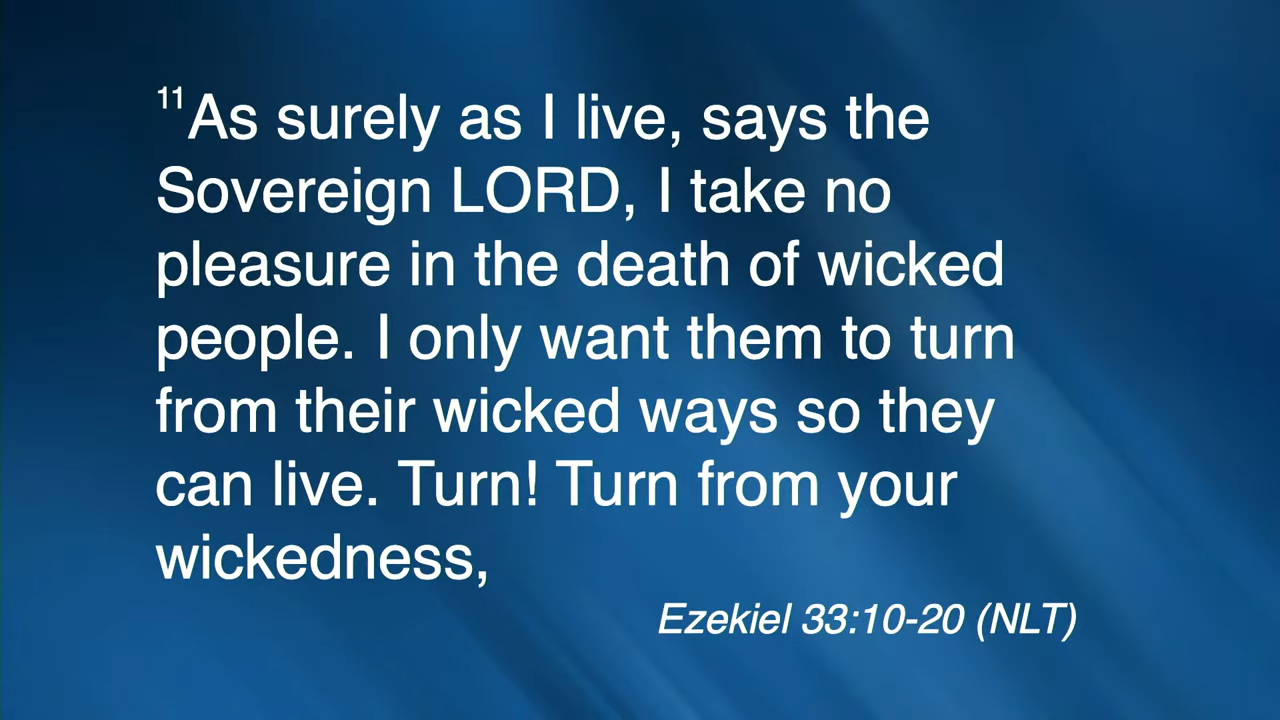 11As surely as I live, says the
Sovereign LORD, I take no
pleasure in the death of wicked
people. I only want them to turn
from their wicked ways so they
can live. Turn! Turn from your
wickedness,
Ezekiel 33:10-20 (NLT)